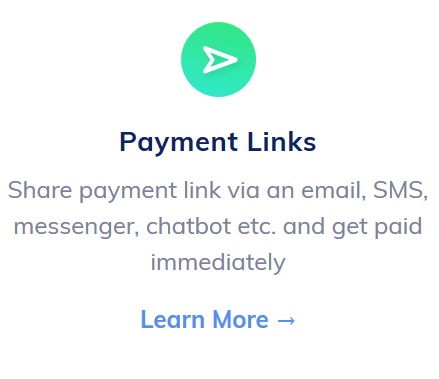 Payment Links
Share payment link via an email, SMS,
messenger, chatbot etc. and get paid
immediately
Learn More →